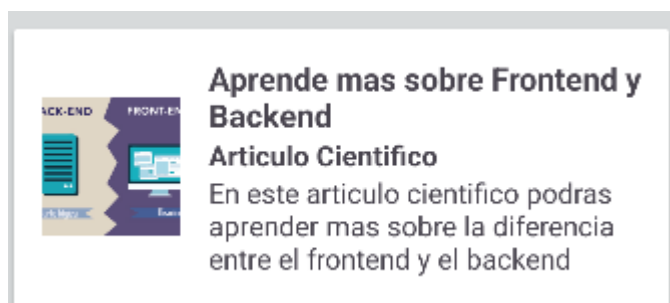 Aprende mas sobre Frontend y
Backend
Articulo Cientifico
En este articulo cientifico podras
aprender mas sobre la diferencia
entre el frontend y el backend
ACK-END
FRONT-EN